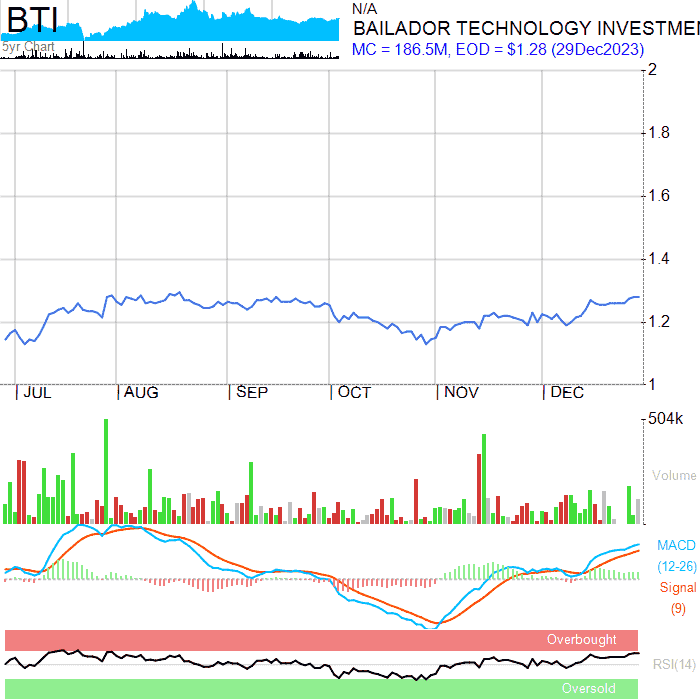 BTI
5yr Chart
N/A
BAILADOR TECHNOLOGY INVESTMEN
MC = 186.5M, EOD = $1.28 (29Dec2023)
2
1.8
1.6
1.4
1.2
1
JUL AUG SEP OCT NOV DEC
504k
Volume
MACD
(12-26)
Signal
(9)
Overbought
RSI(14)
Oversold